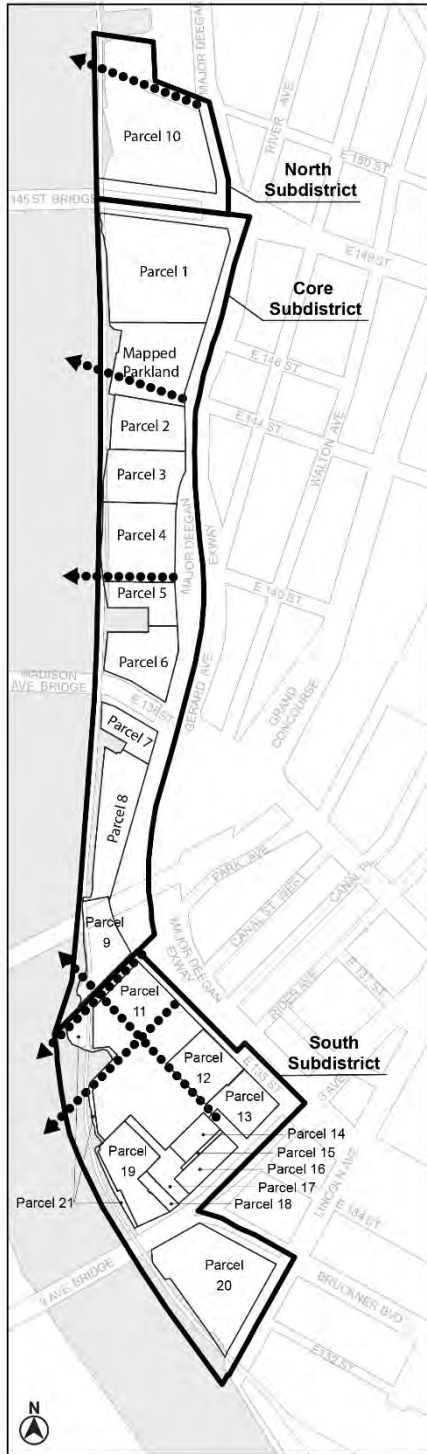 MAJOR DEEGAN
RIVER AVE
Parcel 10
E 150 ST.
North
Subdistrict
145 ST. BRIDGE
E 149 ST.
Parcel 1
Core
Subdistrict
Mapped
Parkland
E 146 ST.
Parcel 2
E 144 ST.
WALTON AVE
Parcel 3
Parcel 4
MAJOR DEEGAN
EXWAY
E 140 ST.
Parcel 5
Parcel 6
MADISON
AVE BRIDGE
E 138 ST.
GERARD AVE
GRAND
CONCOURSE
Parcel 7
Parcel 8
PARK AVE
CANAL ST. WEST
CANAL PL
Parcel
9
MAJOR DEEGAN
EXWAY
RIDER AVE
E 137 ST.
Parcel
11
South
Subdistrict
Parcel
12
E 135 ST.
3 AVE
Parcel
13
Parcel 14
Parcel 15
Parcel
19
Parcel 16
Parcel 17
Parcel 21
Parcel 18
LINCOLN AVE
E 134 ST.
Parcel
20
3 AVE BRIDGE
BRUCKNER BVD
E 132 ST.
N